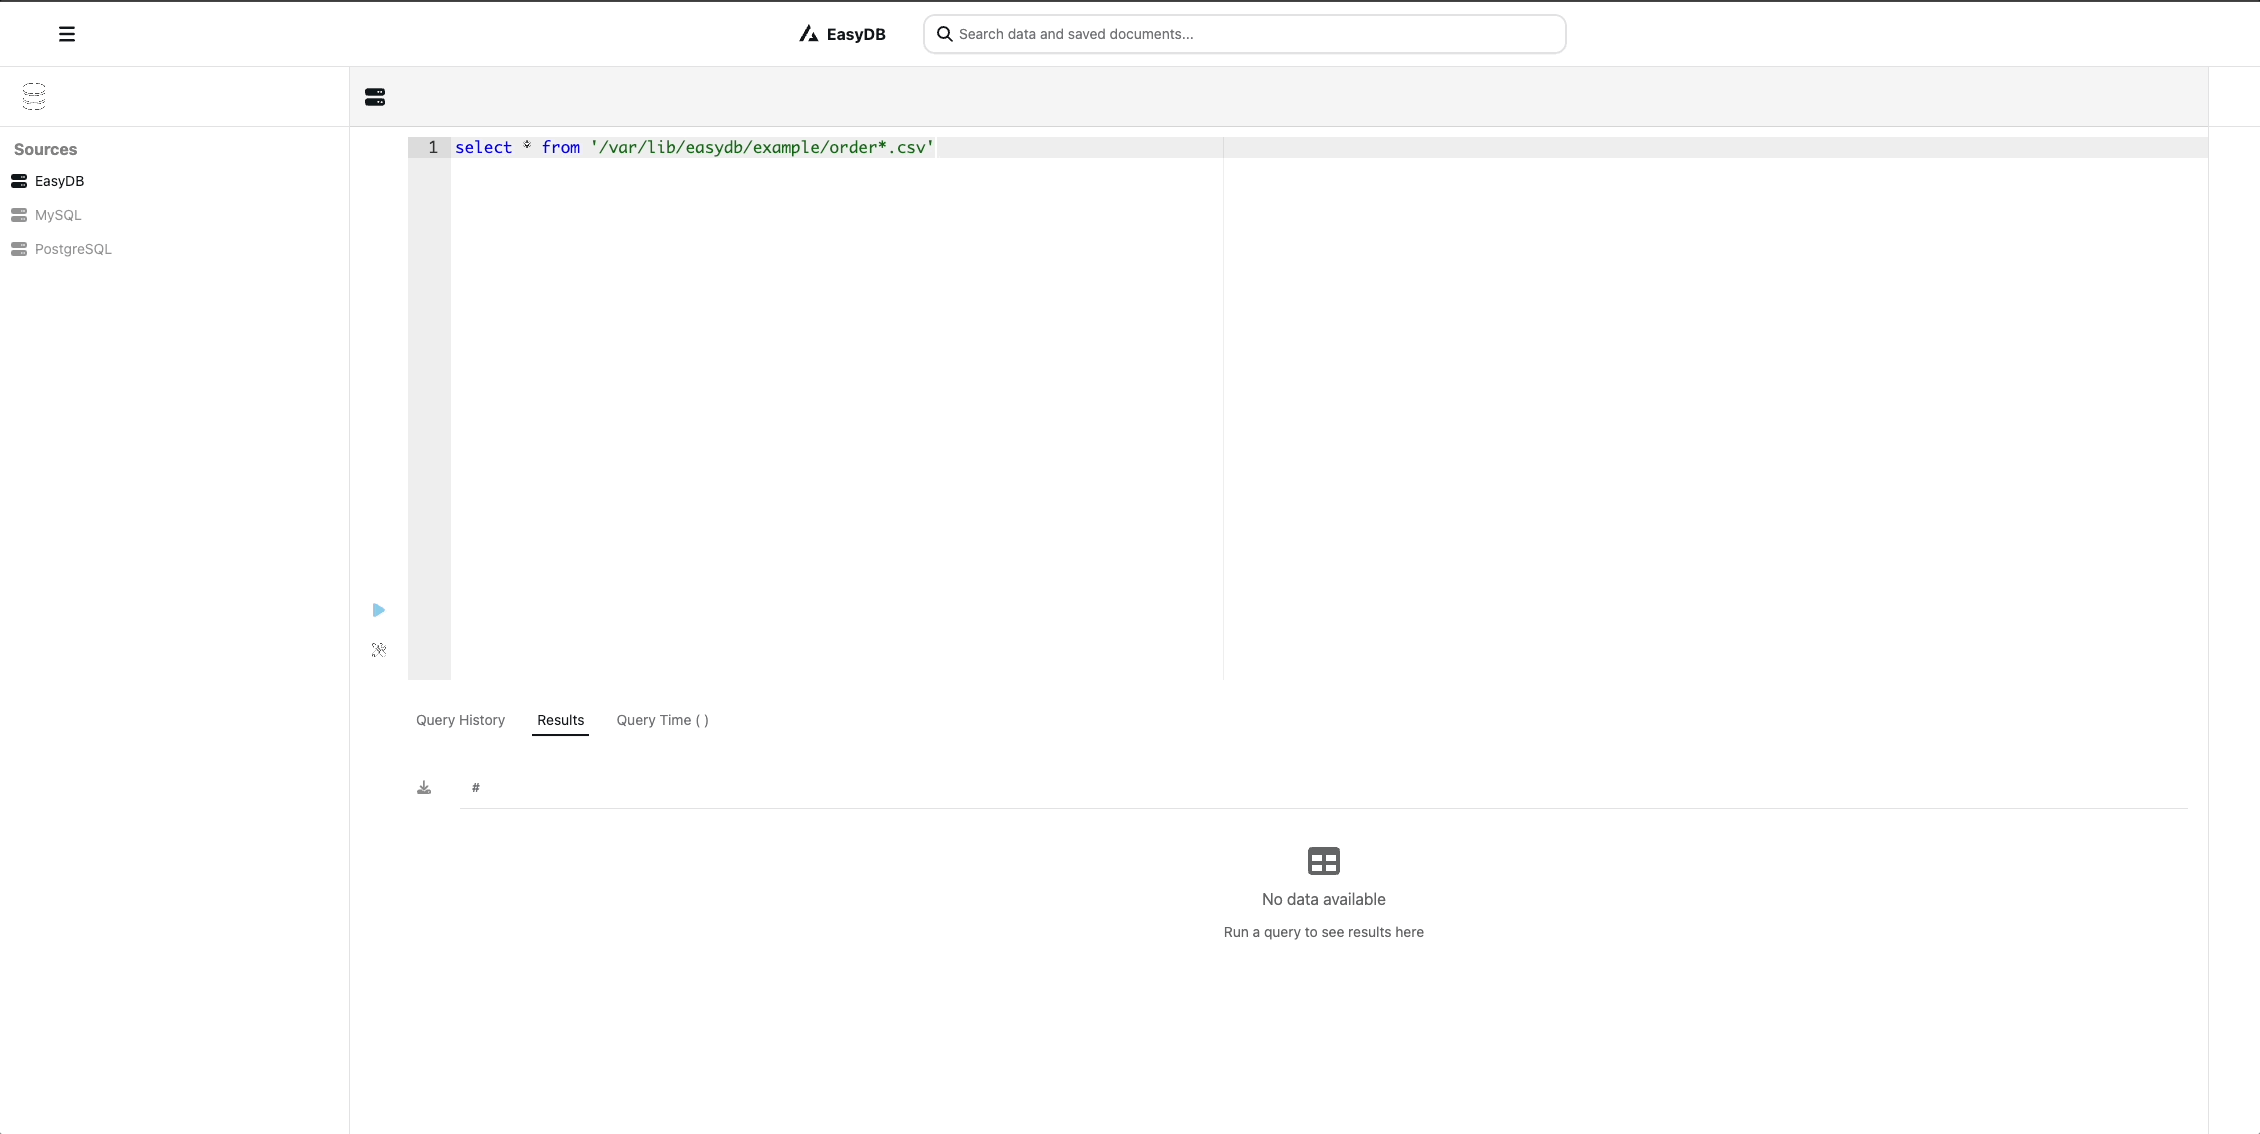 EasyDB
Search data and saved documents...
Sources
EasyDB
MySQL
PostgreSQL
1 select * from '/var/lib/easydb/example/order*.csv'
Query History Results Query Time ( )
#
No data available
Run a query to see results here